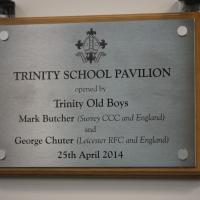 TRINITY SCHOOL PAVILION
opened by
Trinity Old Boys
Mark Butcher (Surrey CCC and England)
and
George Chuter (Leicester RFC and England)
25th April 2014